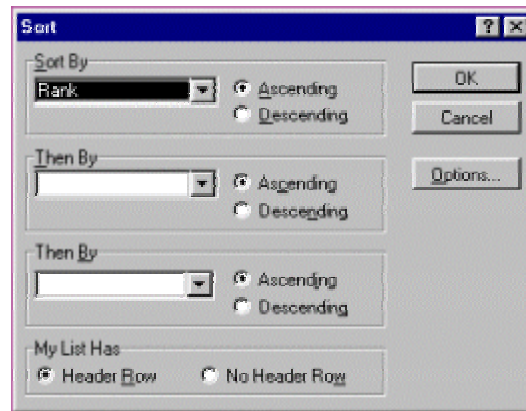 Sort
Sort By
Rank
Ascending
Descending
OK
Cancel
Options...
Then By
Ascending
Descending
Then By
Ascending
Descending
My List Has
Header Row
No Header Row